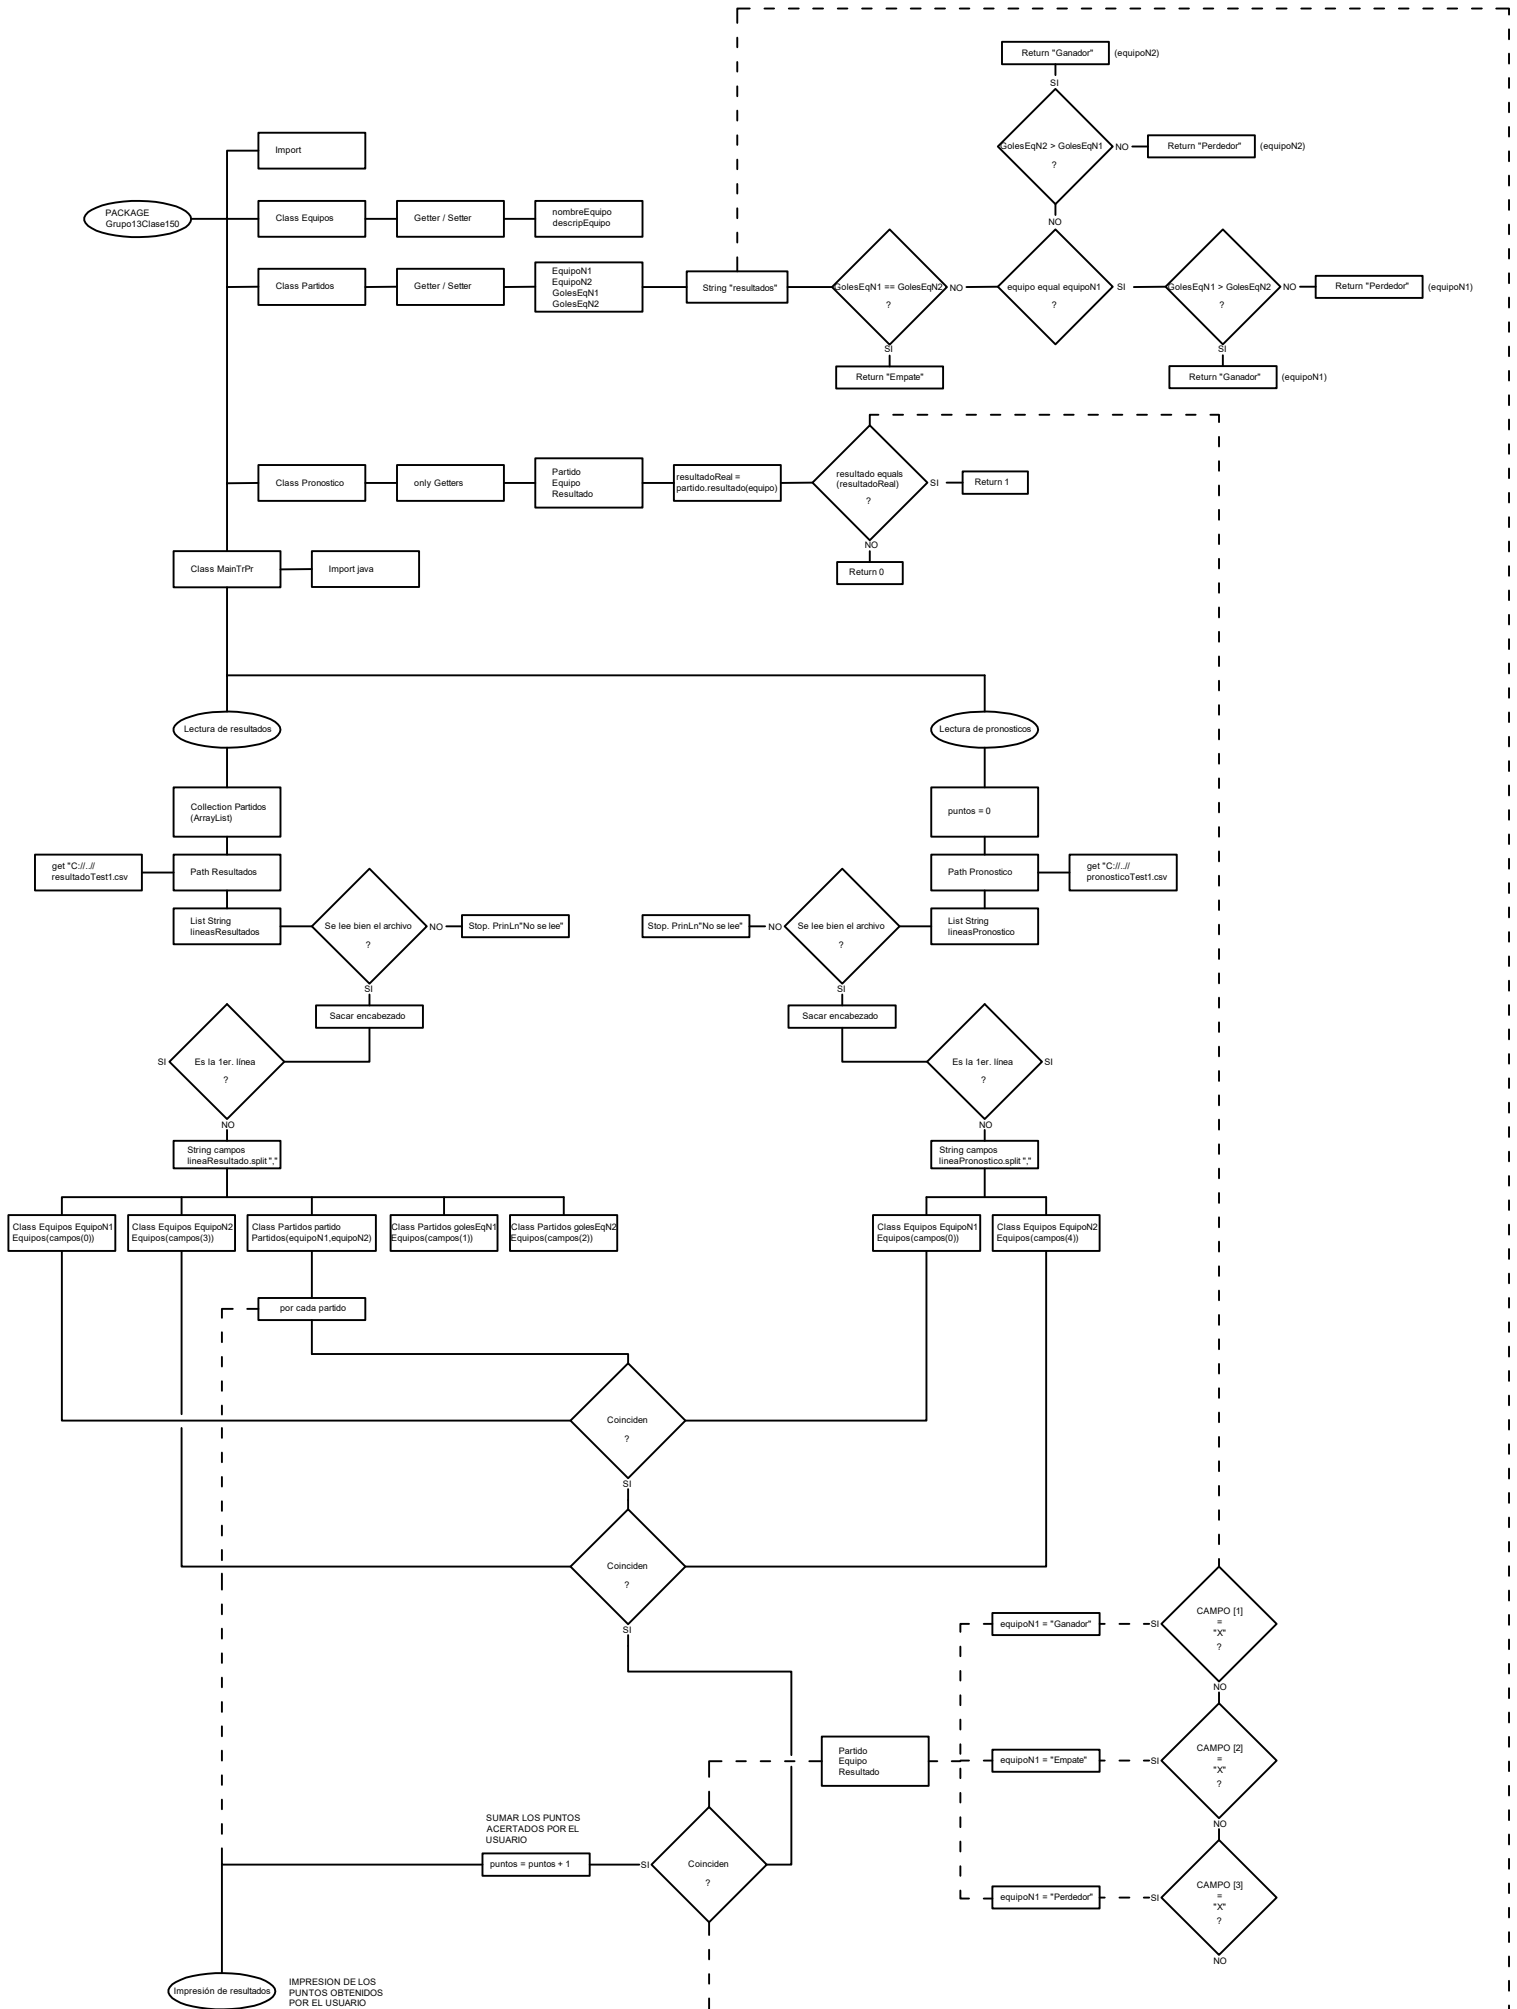 Return "Ganador" (equipoN2)
SI
GolesEqN2 > GolesEqN1
?
NO
Return "Perdedor" (equipoN2)
NO
Import
PACKAGE
Grupo13Clase150
Class Equipos
Getter / Setter
nombreEquipo
descripEquipo
Class Partidos
Getter / Setter
EquipoN1
EquipoN2
GolesEqN1
GolesEqN2
String "resultados"
GolesEqN1 == GolesEqN2
?
NO
SI
Return "Empate"
equipo equal equipoN1
?
SI
GolesEqN1 > GolesEqN2
?
NO
Return "Perdedor" (equipoN1)
SI
Return "Ganador" (equipoN1)
Class Pronostico
only Getters
Partido
Equipo
Resultado
resultadoReal =
partido.resultado(equipo)
resultado equals
(resultadoReal)
?
SI
Return 1
NO
Return 0
Class MainTrPr
Import java
Lectura de resultados
Lectura de pronosticos
Collection Partidos
(ArrayList)
puntos = 0
get "C://..//
resultadoTest1.csv
Path Resultados
Path Pronostico
get "C://..//
pronosticoTest1.csv
List String
lineasResultados
Se lee bien el archivo
?
NO
Stop. PrinLn"No se lee"
SI
Stop. PrinLn"No se lee"
NO
Se lee bien el archivo
?
SI
List String
lineasPronostico
Sacar encabezado
Sacar encabezado
SI
Es la 1er. línea
?
NO
Es la 1er. línea
?
SI
NO
String campos
lineaResultado.split ","
String campos
lineaPronostico.split ","
Class Equipos EquipoN1
Equipos(campos(0))
Class Equipos EquipoN2
Equipos(campos(3))
Class Partidos partido
Partidos(equipoN1,equipoN2)
Class Partidos golesEqN1
Equipos(campos(1))
Class Partidos golesEqN2
Equipos(campos(2))
Class Equipos EquipoN1
Equipos(campos(0))
Class Equipos EquipoN2
Equipos(campos(4))
por cada partido
Coinciden
?
SI
Coinciden
?
SI
equipoN1 = "Ganador"
SI
CAMPO [1]
=
"X"
?
NO
Partido
Equipo
Resultado
equipoN1 = "Empate"
SI
CAMPO [2]
=
"X"
?
NO
SUMAR LOS PUNTOS
ACERTADOS POR EL
USUARIO
puntos = puntos + 1
SI
Coinciden
?
equipoN1 = "Perdedor"
SI
CAMPO [3]
=
"X"
?
NO
Impresión de resultados
IMPRESION DE LOS
PUNTOS OBTENIDOS
POR EL USUARIO